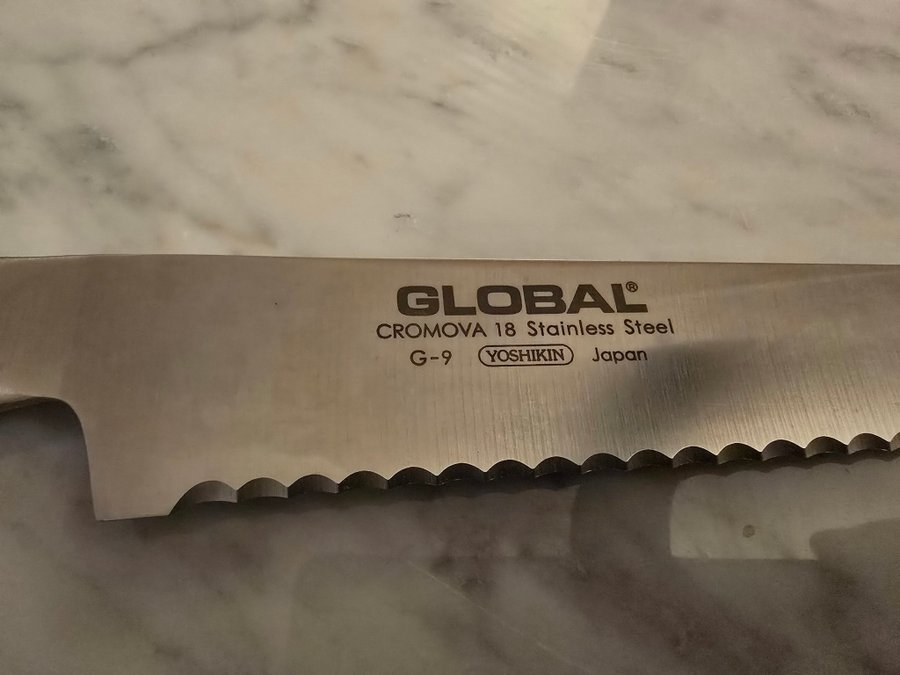 GLOBAL®
CROMOVA 18 Stainless Steel
G-9 YOSHIKIN Japan